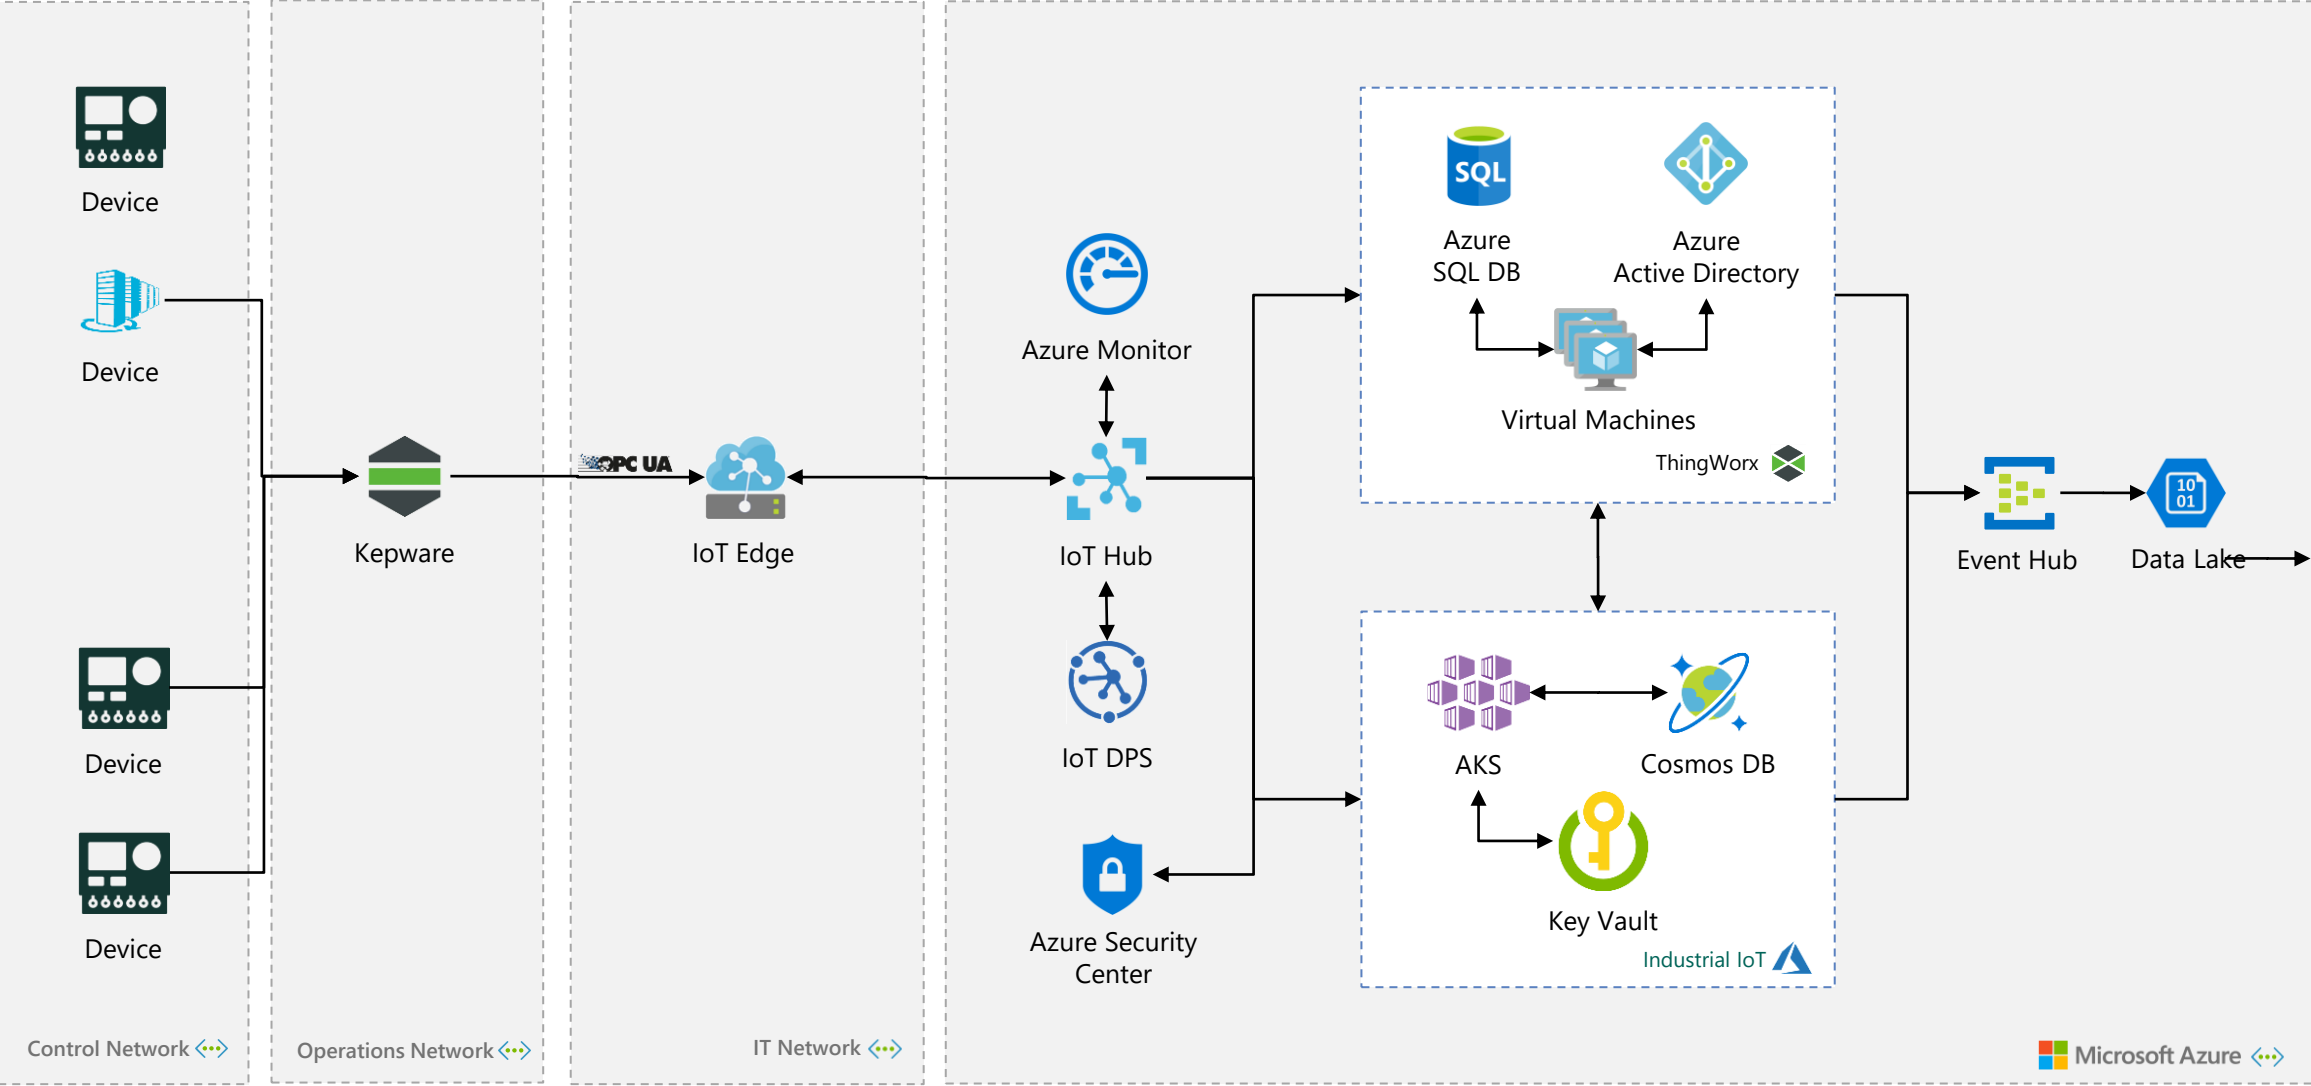 Device
Device
Device
Device
Control Network
Kepware
Operations Network
OPC UA
IoT Edge
IT Network
Azure Monitor
IoT Hub
IoT DPS
Azure Security
Center
SQL
Azure
SQL DB
Azure
Active Directory
Virtual Machines
ThingWorx
AKS
Cosmos DB
Key Vault
Industrial IoT
Event Hub
10
01
Data Lake
Microsoft Azure